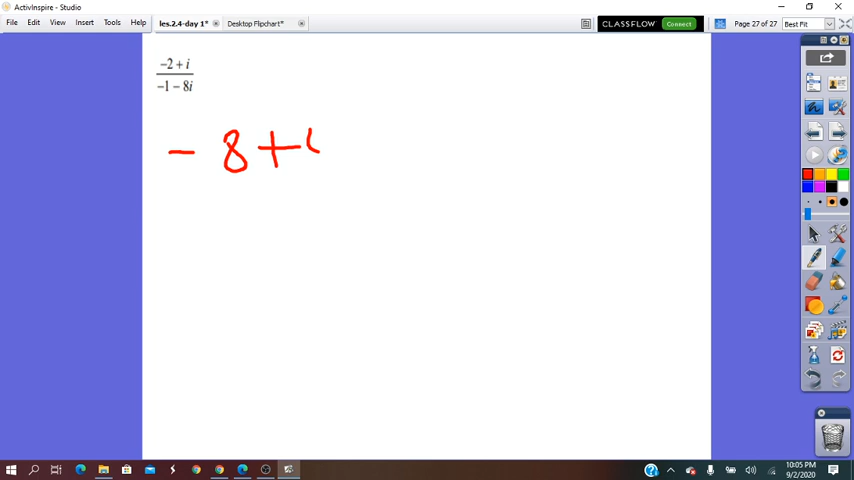 ActivInspire - Studio
File Edit View Insert Tools Help les.2.4-day 1* Desktop Flipchart* CLASSFLOW Connect Page 27 of 27 Best Fit
-2 + i
-1 - 8i
- 8 +
10:05 PM
9/2/2020